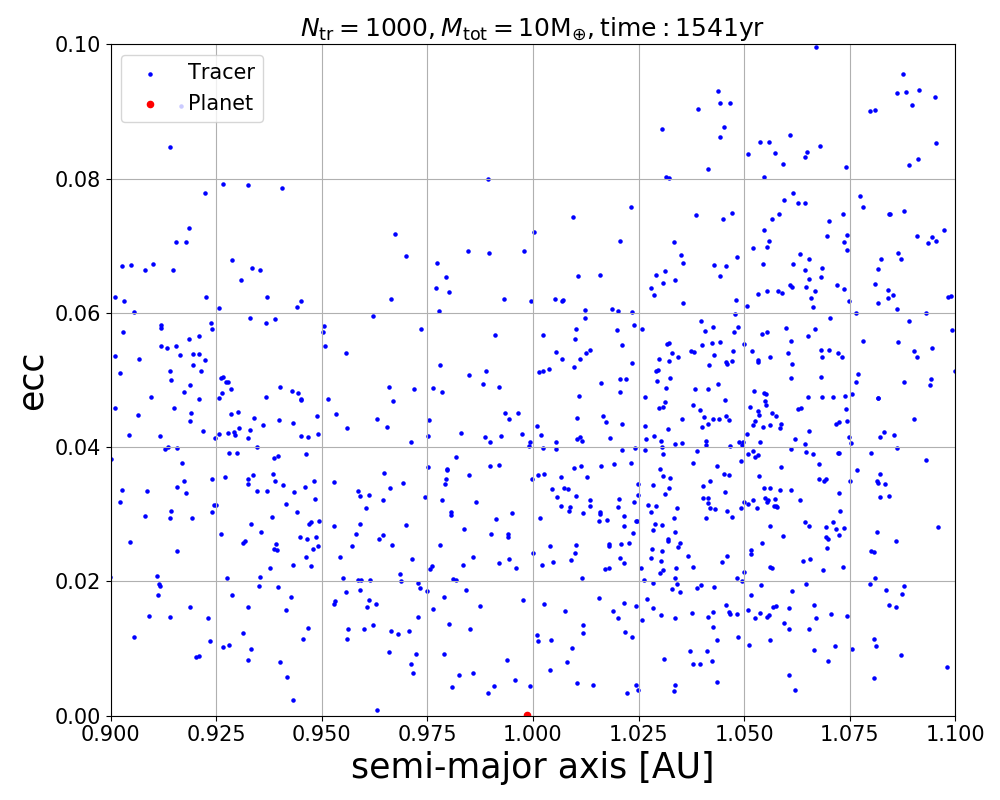 N_tr = 1000, M_tot = 10M_⊕, time : 1541yr
Tracer
Planet
ecc
0.10
0.08
0.06
0.04
0.02
0.00
0.900 0.925 0.950 0.975 1.000 1.025 1.050 1.075 1.100
semi-major axis [AU]